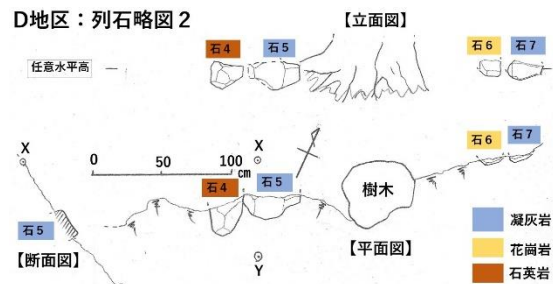 D地区：列石略図2
【立面図】
石4
石5
石6
石7
任意水平高
X
0
50
100
cm
X
石6
石7
石4
石5
樹木
石5
【断面図】
Y
【平面図】
凝灰岩
花崗岩
石英岩